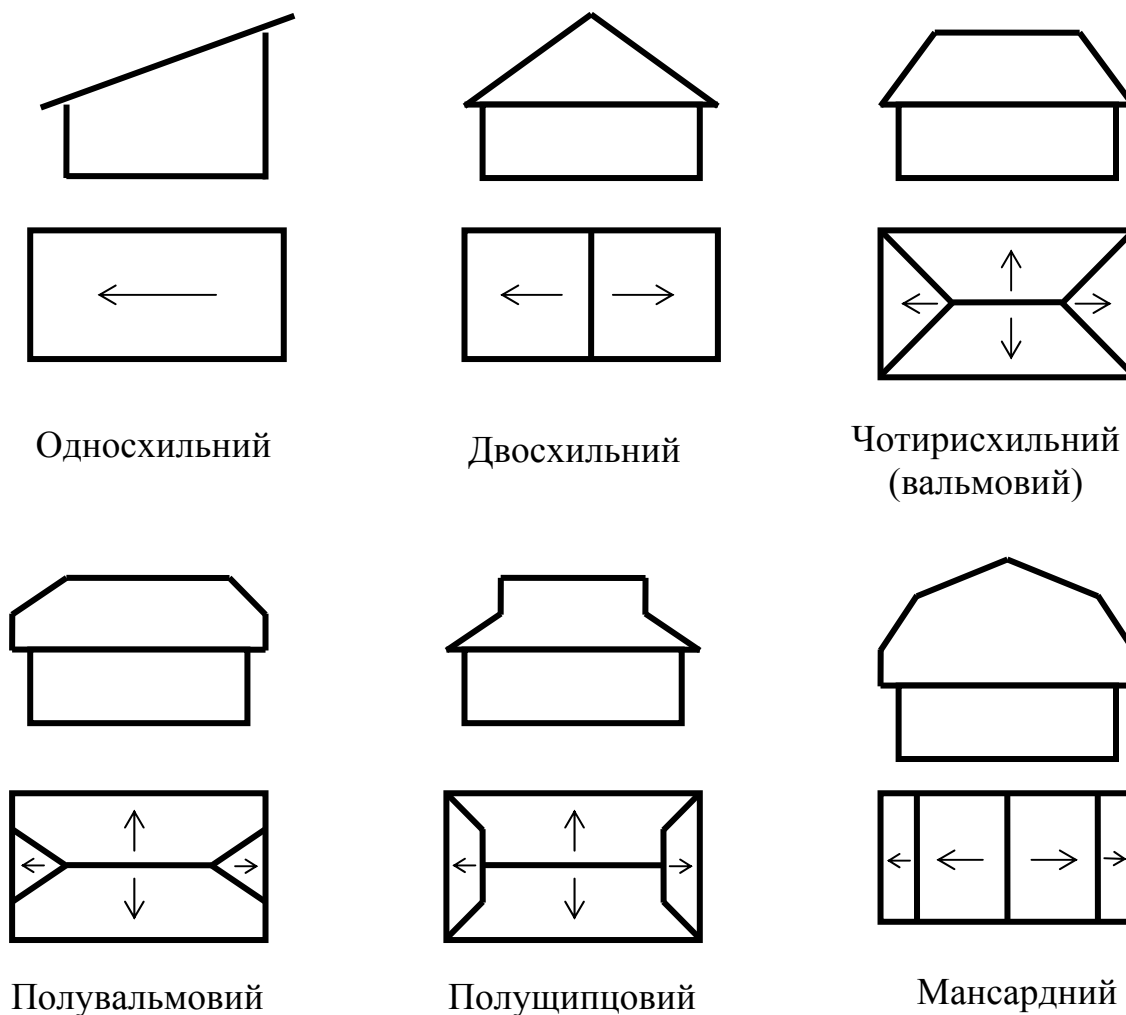 Односхильний
Двосхильний
Чотирисхильний
(вальмовий)
Полувальмовий
Полущипцовий
Мансардний